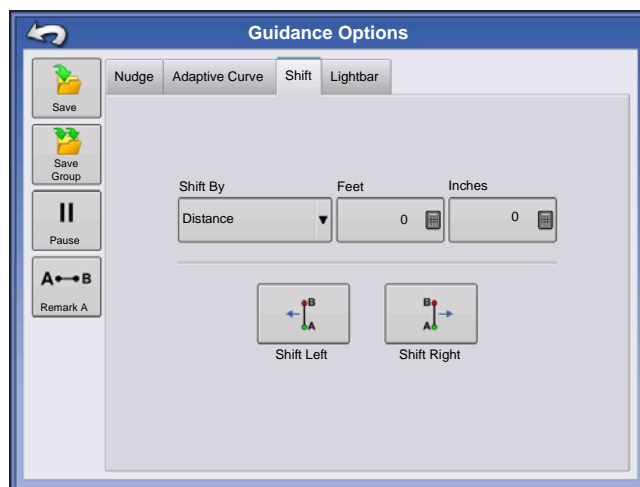 Guidance Options
Nudge
Adaptive Curve
Shift
Lightbar
Save
Save
Group
Pause
A B
Remark A
Shift By
Feet
Inches
Distance
0
0
B
A
Shift Left
B
A
Shift Right